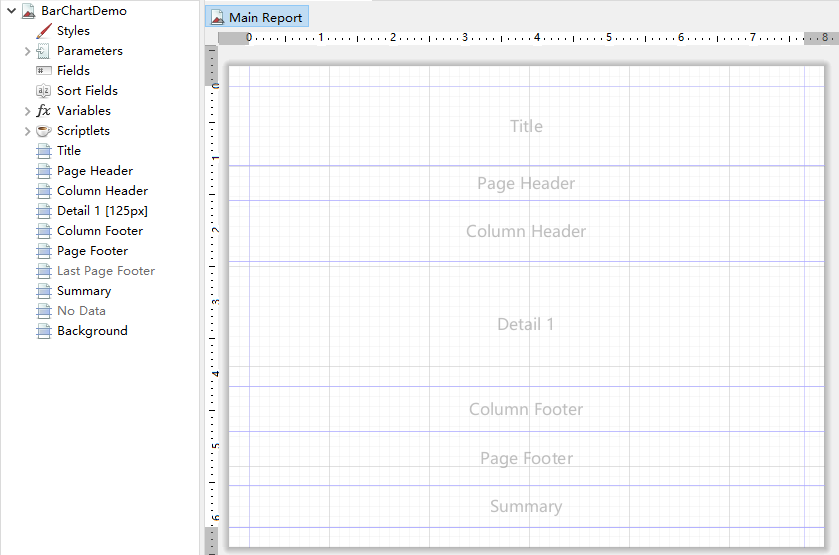 BarChartDemo
Styles
Parameters
Fields
Sort Fields
fx Variables
Scriptlets
Title
Page Header
Column Header
Detail 1 [125px]
Column Footer
Page Footer
Last Page Footer
Summary
No Data
Background
Main Report
0 1 2 3 4 5 6 7 8
0
1
2
3
4
5
6
Title
Page Header
Column Header
Detail 1
Column Footer
Page Footer
Summary